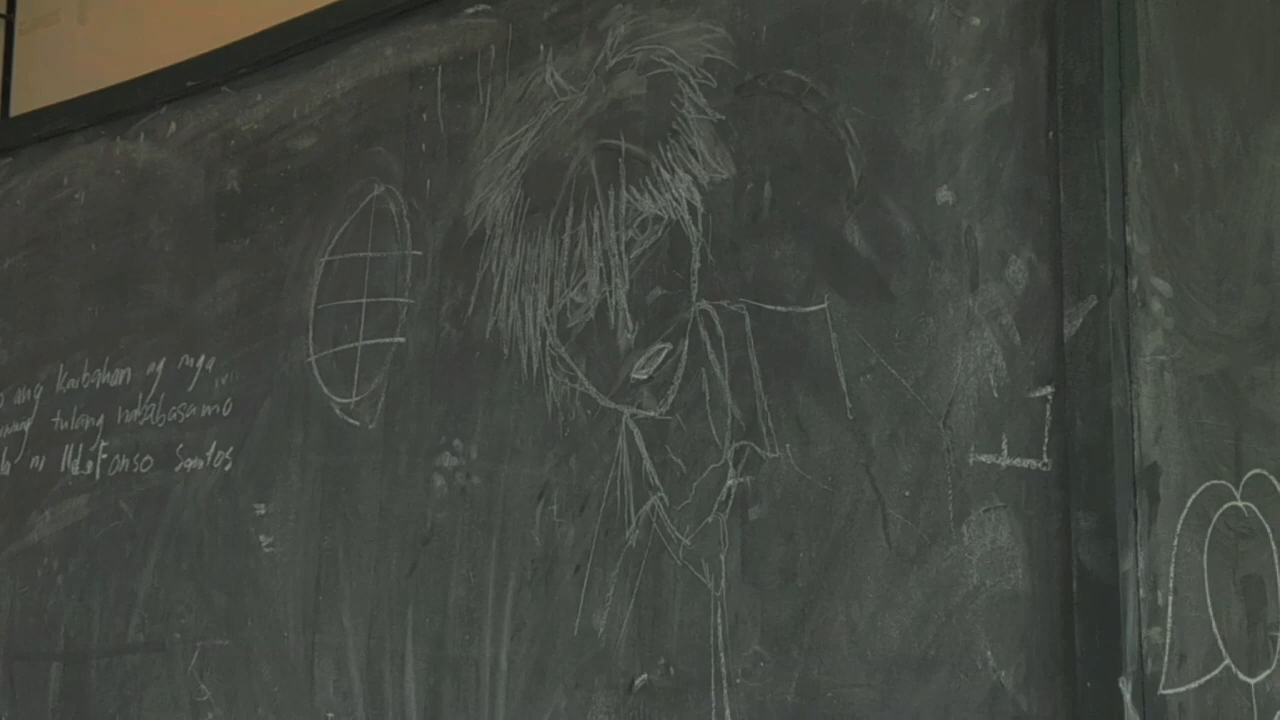 ang kaibahan ng mga
tulang nababasa mo
ni Ildefonso Santos